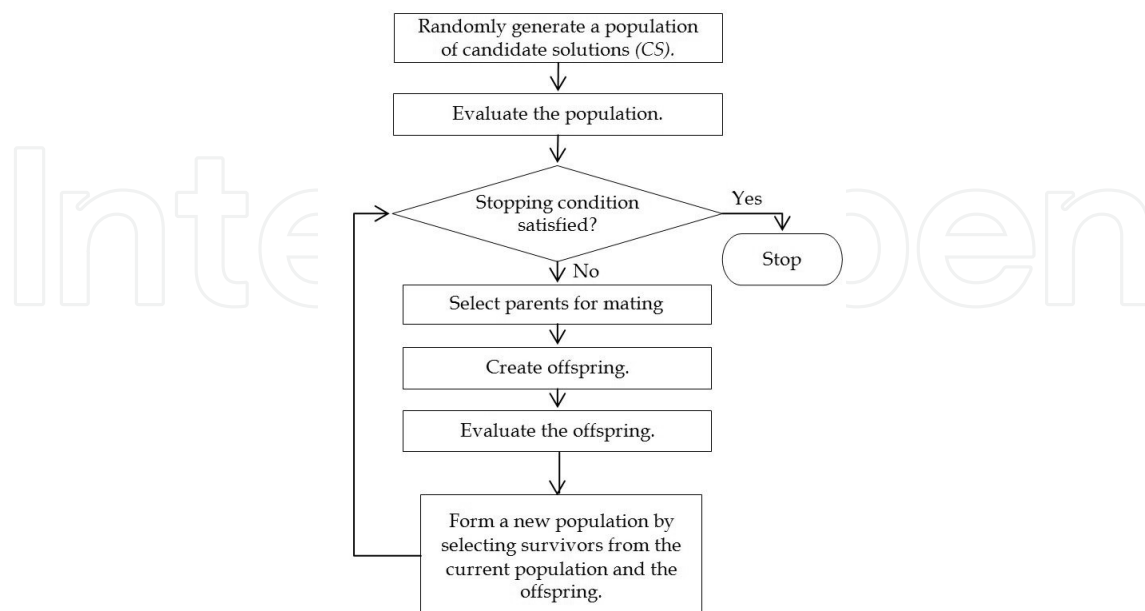 Randomly generate a population
of candidate solutions (CS).
Evaluate the population.
Stopping condition
satisfied?
Yes
Stop
No
Select parents for mating
Create offspring.
Evaluate the offspring.
Form a new population by
selecting survivors from the
current population and the
offspring.